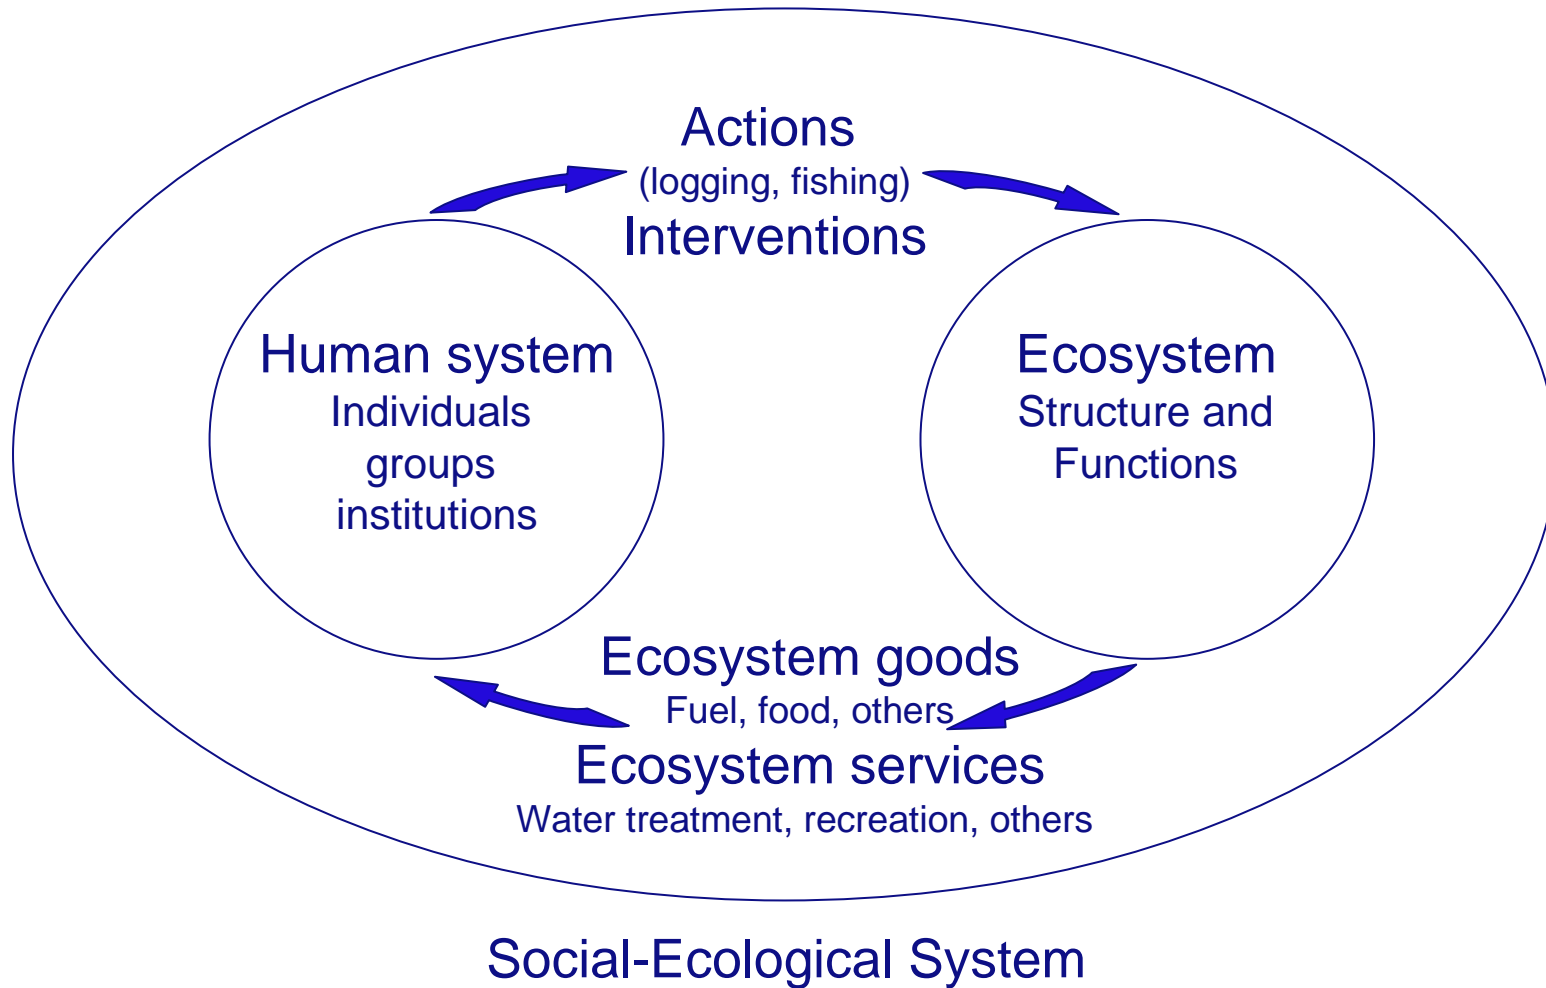 Actions
(logging, fishing)
Interventions
Human system
Individuals
groups
institutions
Ecosystem
Structure and
Functions
Ecosystem goods
Fuel, food, others
Ecosystem services
Water treatment, recreation, others
Social-Ecological System